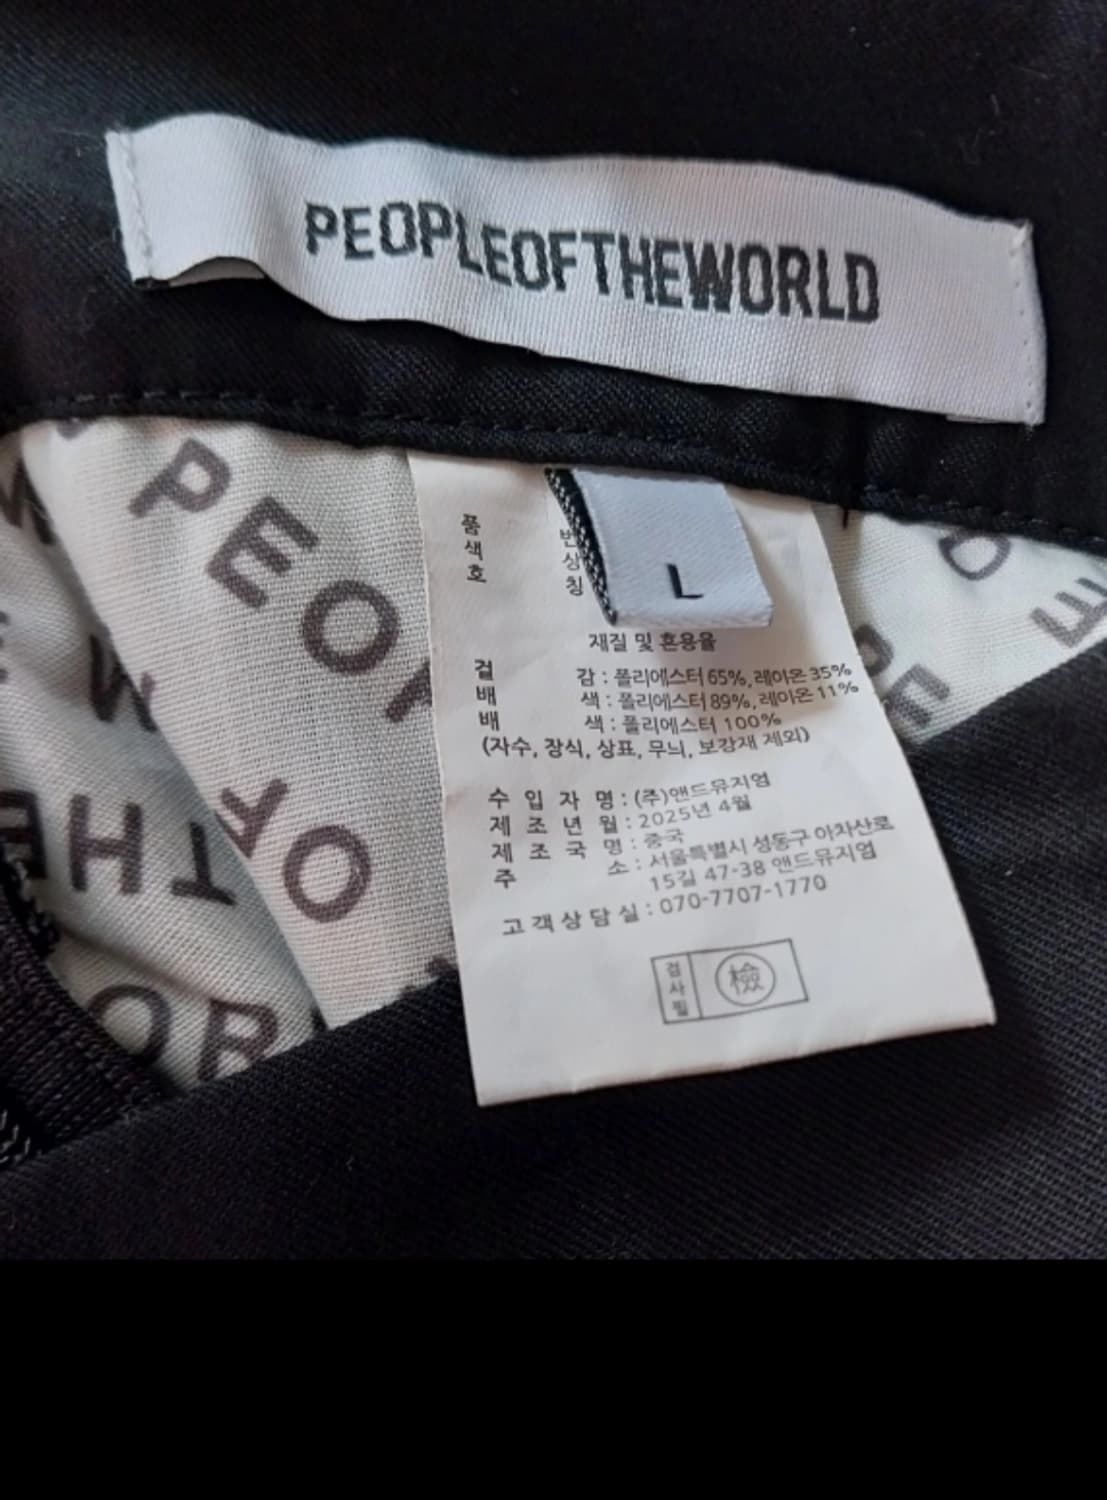 PEOPLEOFTHEWORLD
L
품 번
색 상
호 칭
재질 및 혼용율
겉 감 : 폴리에스터 65%, 레이온 35%
배 색 : 폴리에스터 89%, 레이온 11%
배 색 : 폴리에스터 100%
(자수, 장식, 상표, 무늬, 보강재 제외)
수 입 자 명 : (주)앤드뮤지엄
제 조 년 월 : 2025년 4월
제 조 국 명 : 중국
주 소 : 서울특별시 성동구 아차산로
15길 47-38 앤드뮤지엄
고 객 상 담 실 : 070-7707-1770
검사필 檢
PEOP
OF
THE
OR